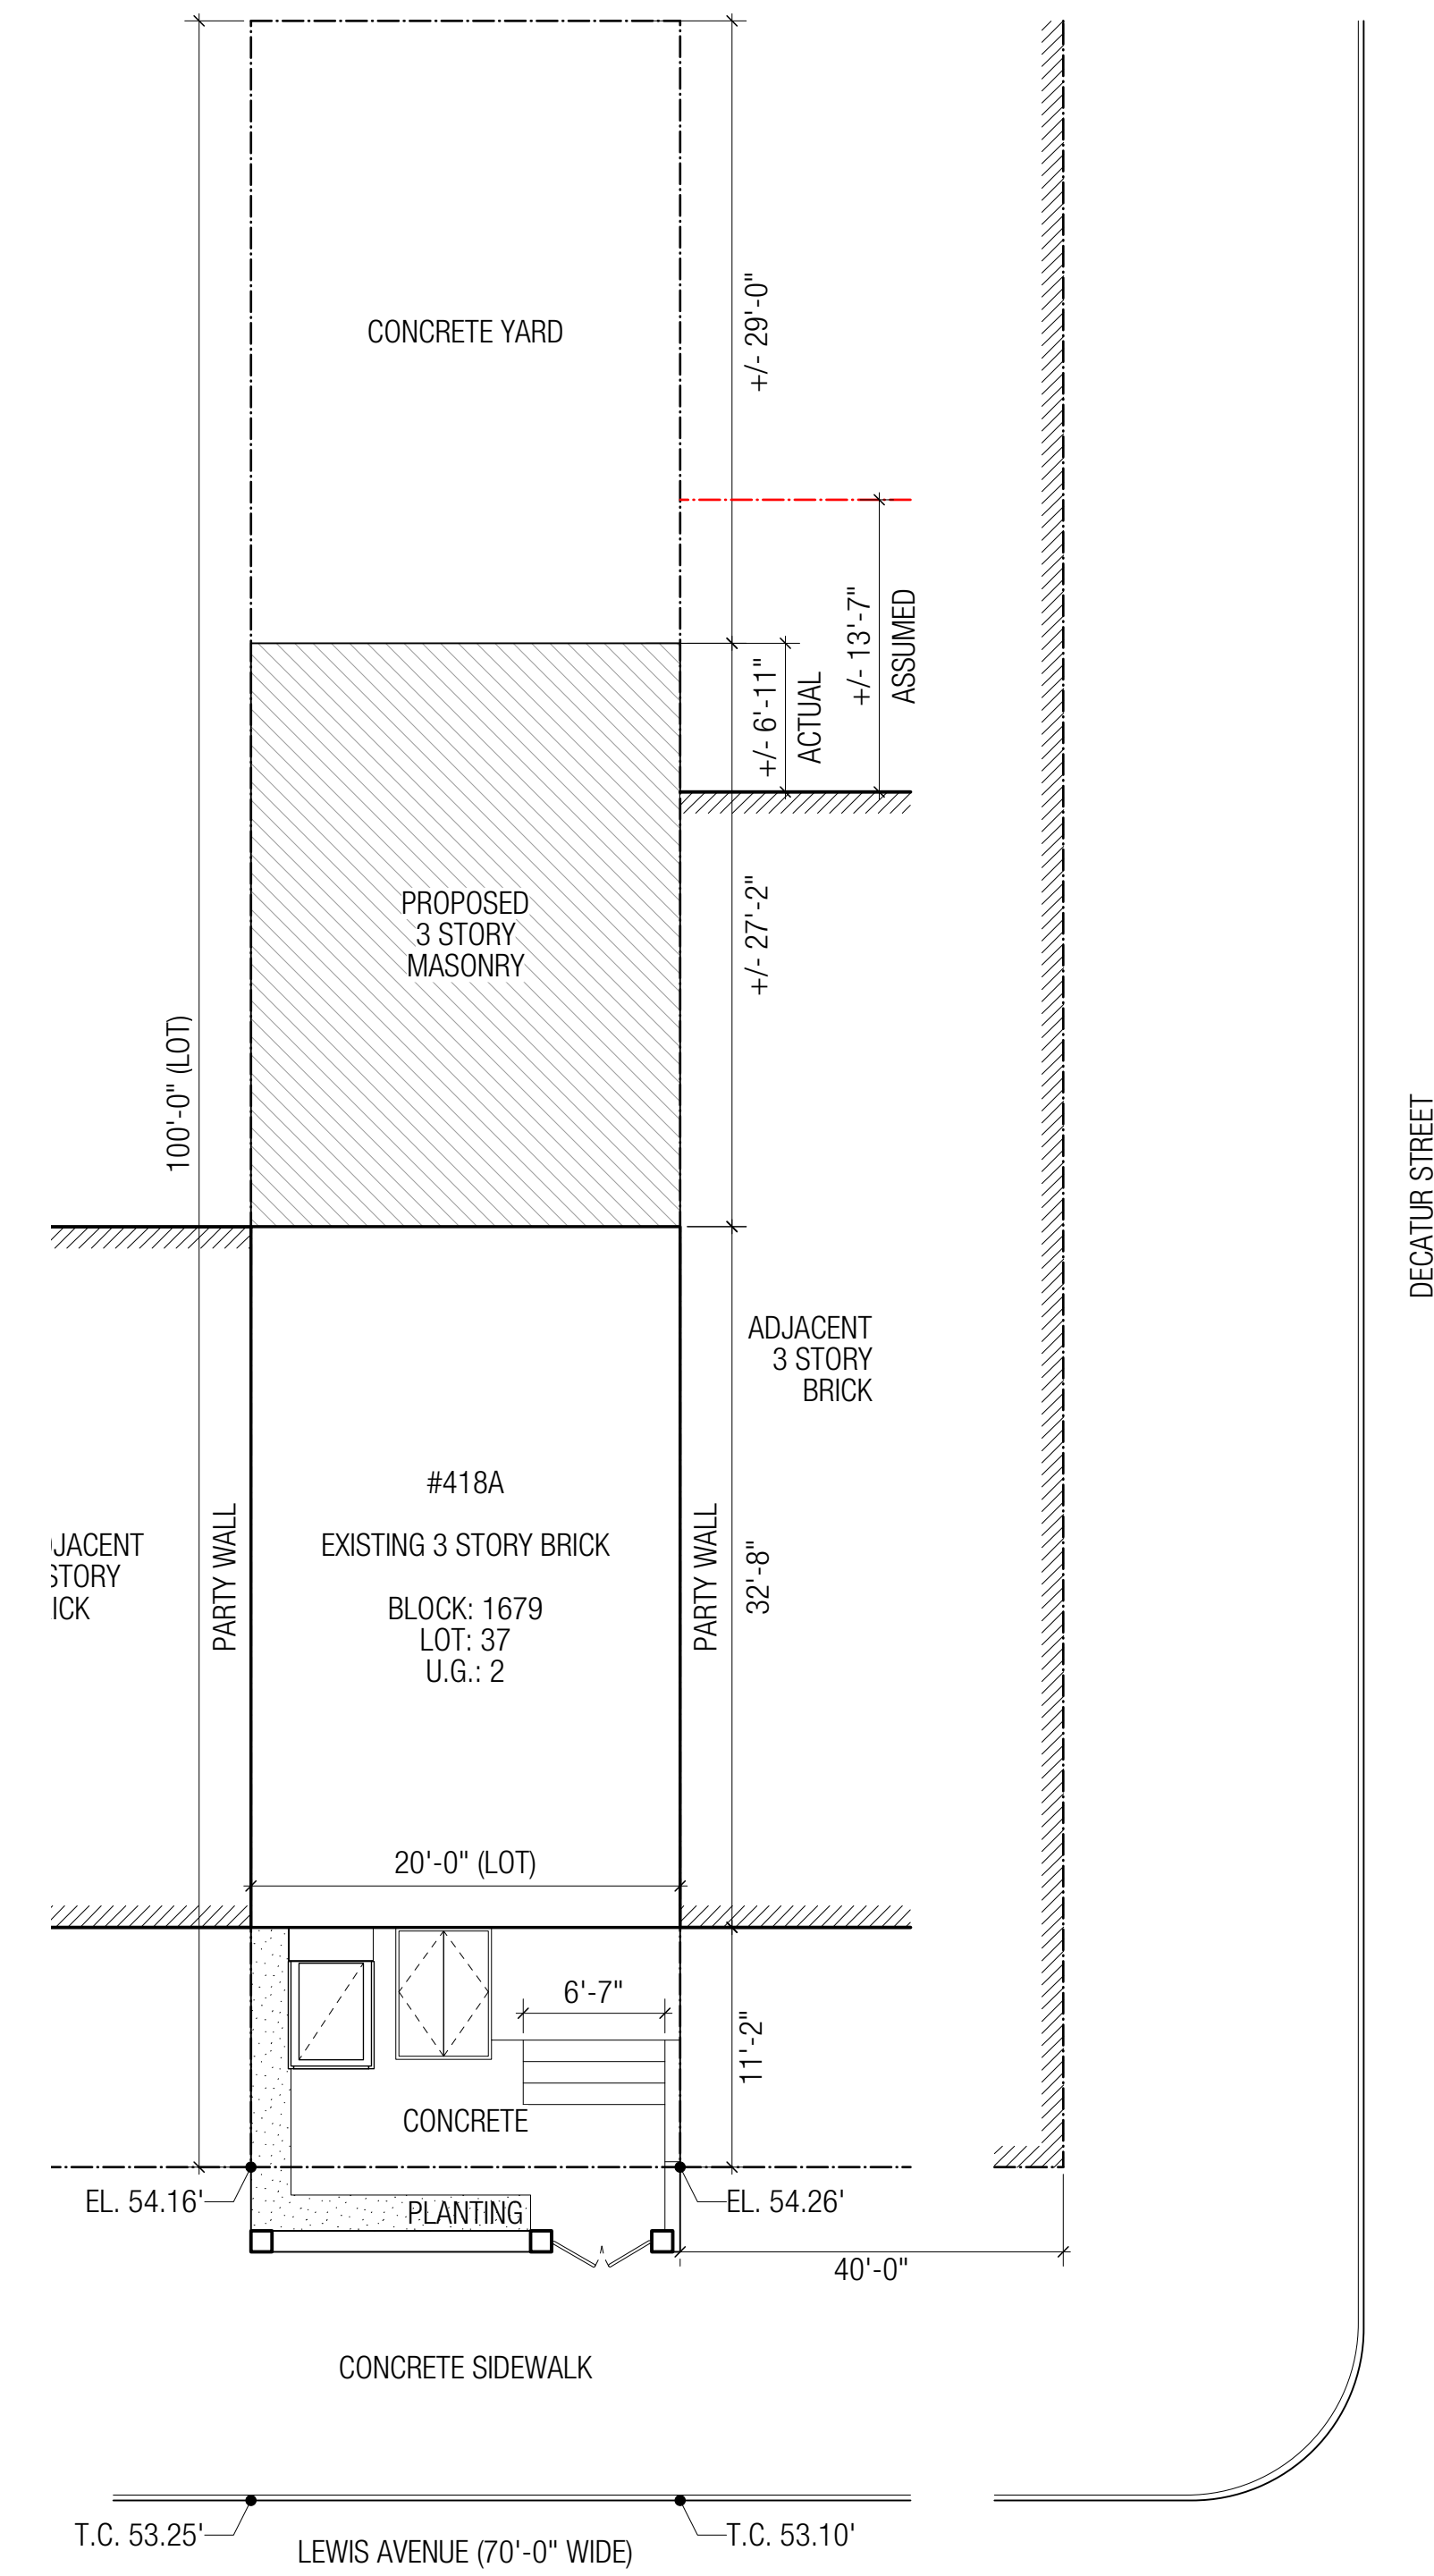 +/- 29'-0"
CONCRETE YARD
+/- 13'-7"
ASSUMED
+/- 6'-11"
ACTUAL
PROPOSED
3 STORY
MASONRY
+/- 27'-2"
100'-0" (LOT)
DECATUR STREET
ADJACENT
3 STORY
BRICK
#418A
EXISTING 3 STORY BRICK
BLOCK: 1679
LOT: 37
U.G.: 2
JACENT
STORY
ICK
PARTY WALL
PARTY WALL
32'-8"
20'-0" (LOT)
6'-7"
11'-2"
CONCRETE
EL. 54.16'
PLANTING
EL. 54.26'
40'-0"
CONCRETE SIDEWALK
T.C. 53.25'
T.C. 53.10'
LEWIS AVENUE (70'-0" WIDE)